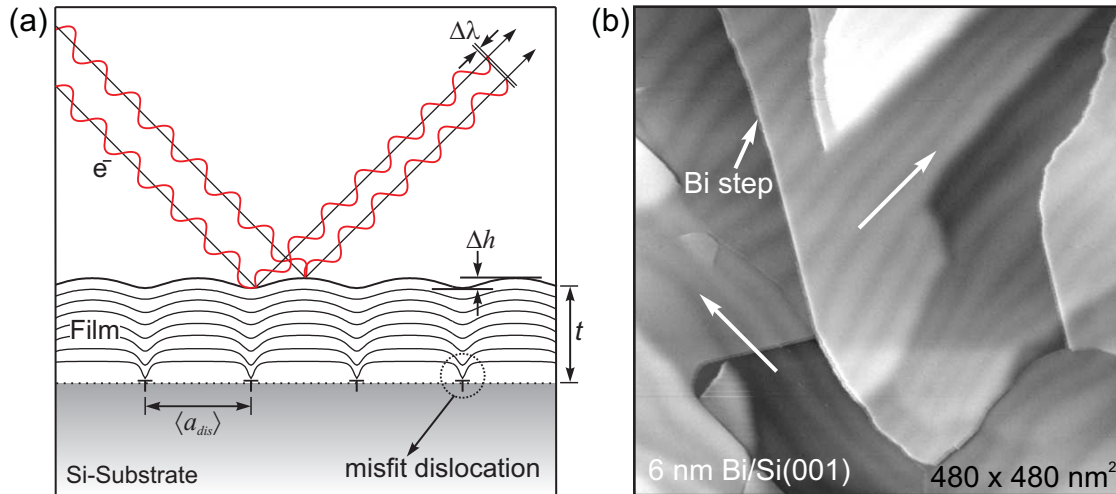 (a)
Δλ
e⁻
Δh
Film
t
⟨a_dis⟩
Si-Substrate
misfit dislocation
(b)
Bi step
6 nm Bi/Si(001)
480 x 480 nm²